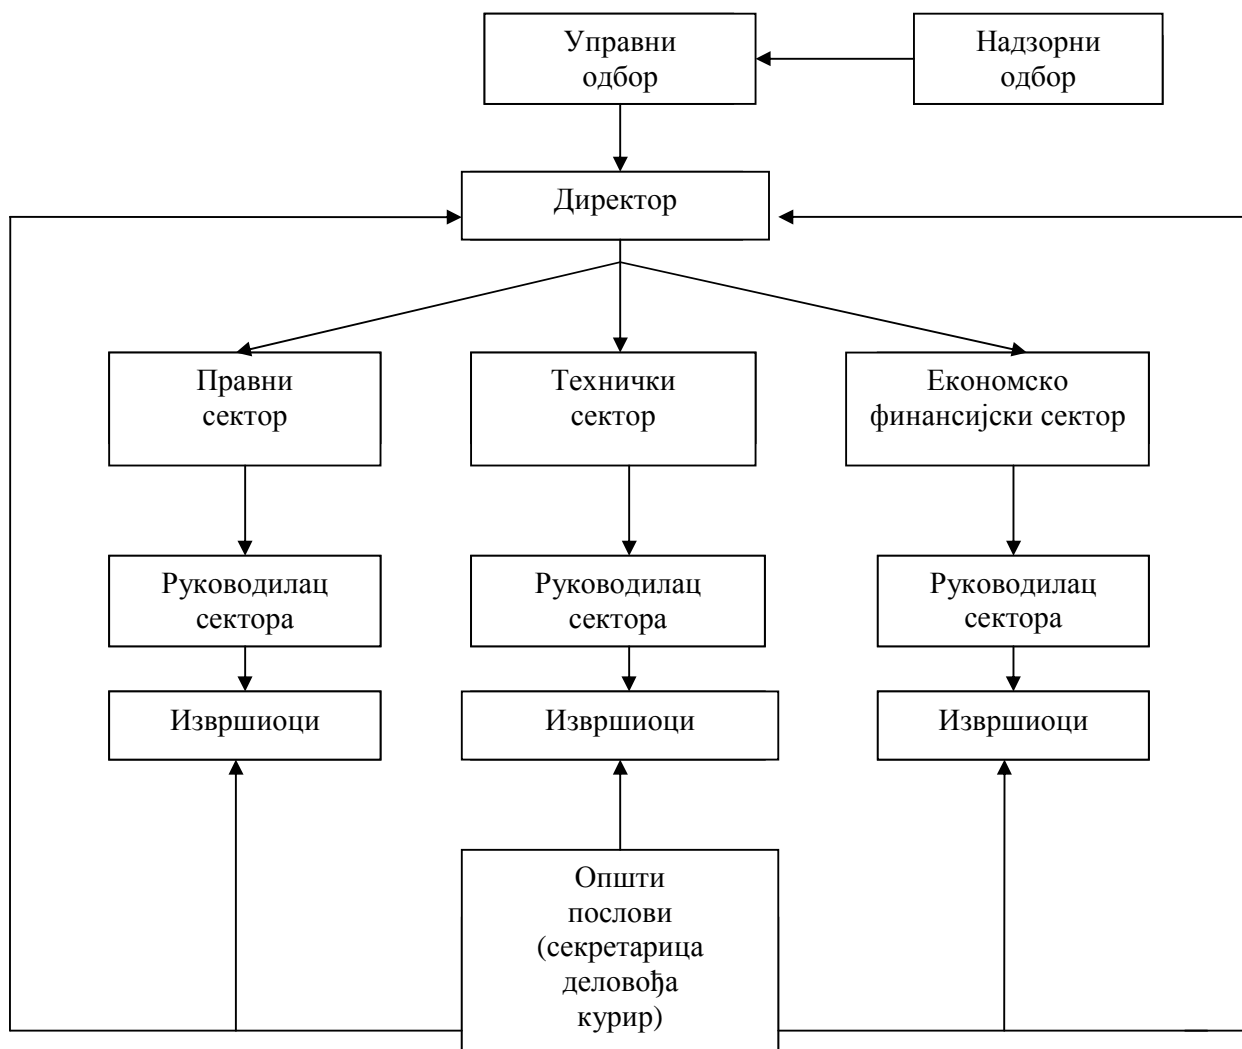 Управни
одбор
Надзорни
одбор
Директор
Правни
сектор
Технички
сектор
Економско
финансијски сектор
Руководилац
сектора
Руководилац
сектора
Руководилац
сектора
Извршиоци
Извршиоци
Извршиоци
Општи
послови
(секретарица
деловођа
курир)